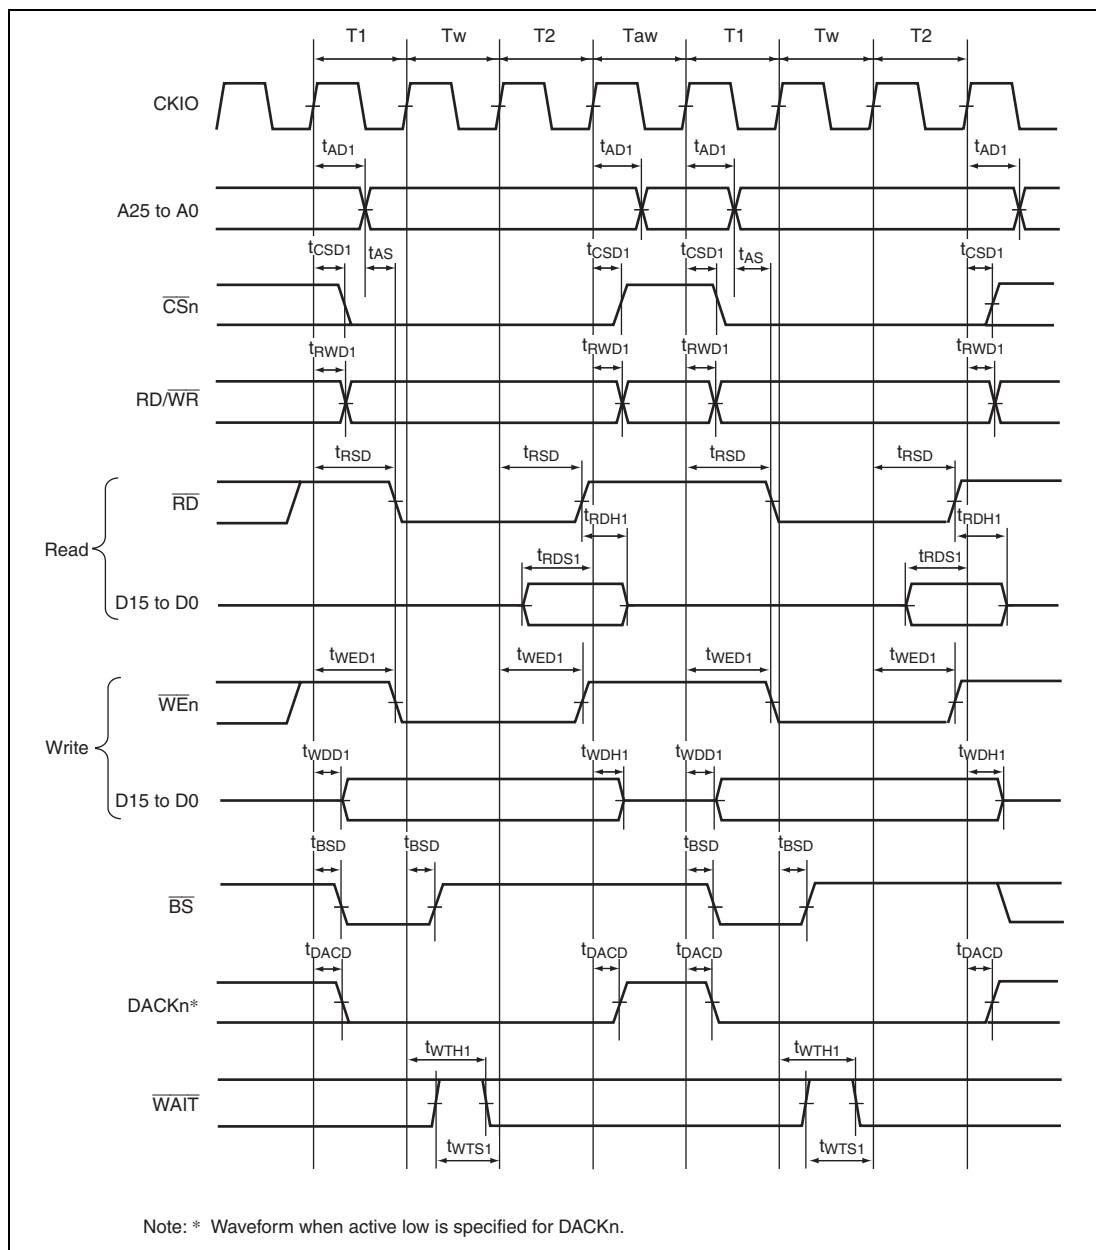 T1 Tw T2 Taw T1 Tw T2
CKIO
tAD1 tAD1 tAD1 tAD1
A25 to A0
tCSD1 tAS tCSD1 tCSD1 tAS tCSD1
CSn
tRWD1 tRWD1 tRWD1 tRWD1
RD/WR
tRSD tRSD tRSD tRSD
RD
tRDH1 tRDH1
Read
tRDS1 tRDS1
D15 to D0
tWED1 tWED1 tWED1 tWED1
WEn
Write
tWDD1 tWDH1 tWDD1 tWDH1
D15 to D0
tBSD tBSD tBSD tBSD
BS
tDACD tDACD tDACD tDACD
DACKn*
tWTH1 tWTH1
WAIT
tWTS1 tWTS1
Note: * Waveform when active low is specified for DACKn.